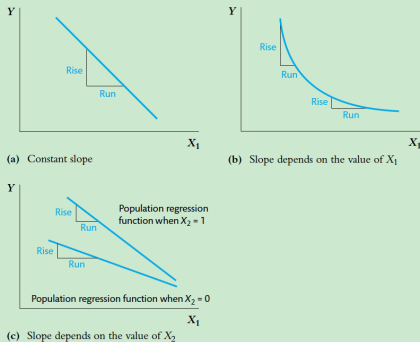 Y
Rise
Run
X₁
(a) Constant slope
Y
Rise
Run
Rise
Run
X₁
(b) Slope depends on the value of X₁
Y
Rise
Run
Rise
Run
Population regression
function when X₂ = 1
Population regression function when X₂ = 0
X₁
(c) Slope depends on the value of X₂